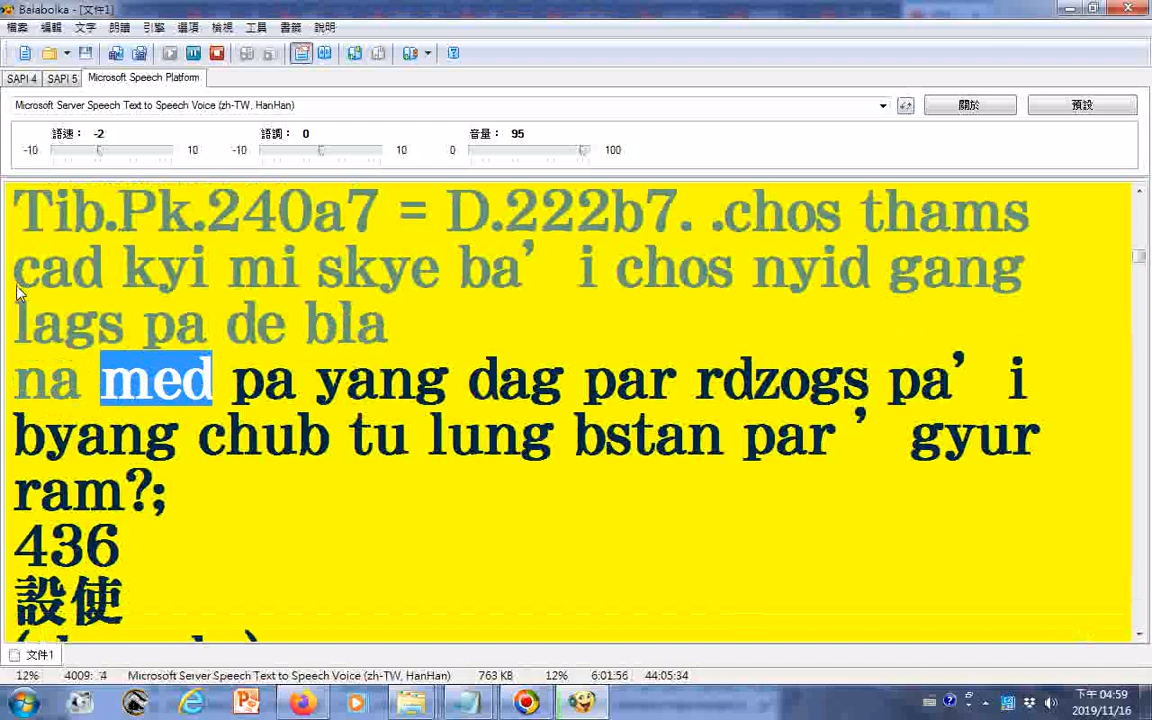 Balabolka - [文件1]
檔案 編輯 文字 朗讀 引擎 選項 檢視 工具 書籤 說明
SAPI 4 SAPI 5 Microsoft Speech Platform
Microsoft Server Speech Text to Speech Voice (zh-TW, HanHan) 關於 預設
語速： -2 語調： 0 音量： 95
-10 10 -10 10 0 100
Tib.Pk.240a7 = D.222b7. .chos thams
cad kyi mi skye ba’i chos nyid gang
lags pa de bla
na med pa yang dag par rdzogs pa’i
byang chub tu lung bstan par ’gyur
ram?;
436
設使
文件1
12% 4009: 4 Microsoft Server Speech Text to Speech Voice (zh-TW, HanHan) 763 KB 12% 6:01:56 44:05:34
下午 04:59
2019/11/16